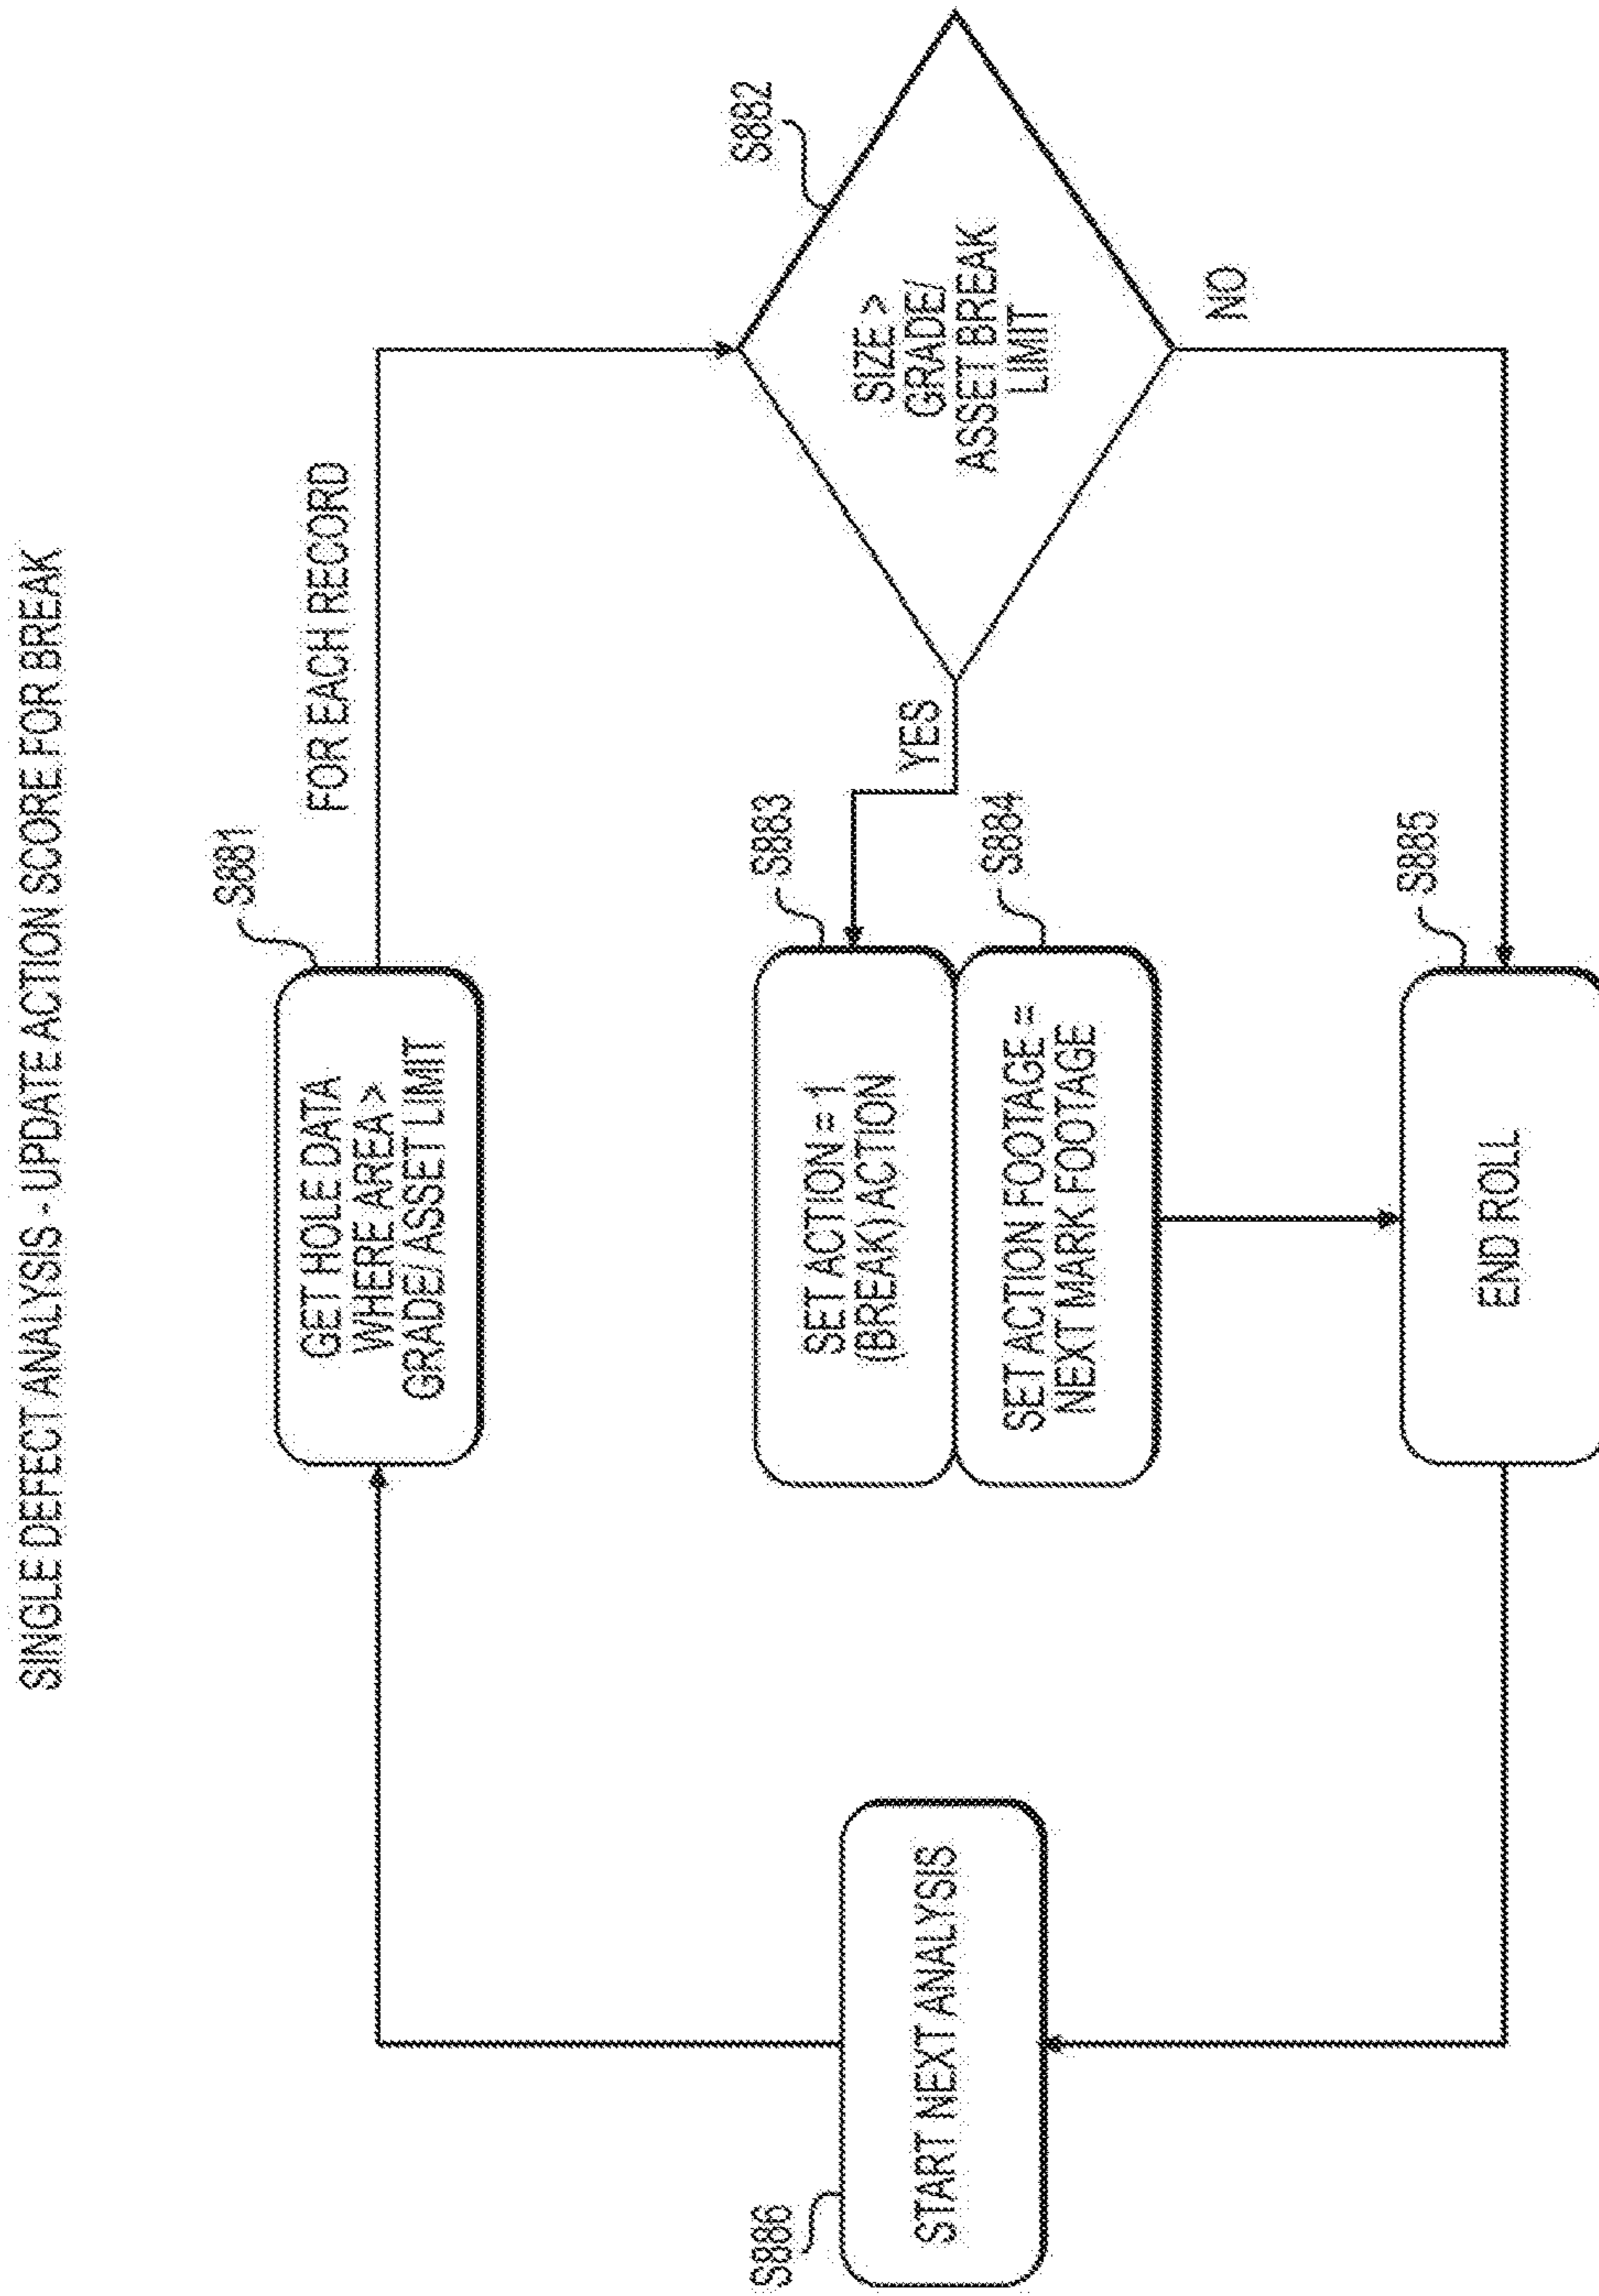 SINGLE DEFECT ANALYSIS - UPDATE ACTION SCORE FOR BREAK
S881
GET HOLE DATA
WHERE AREA >
GRADE/ASSET LIMIT
FOR EACH RECORD
S882
SIZE >
GRADE/
ASSET BREAK
LIMIT
YES
NO
S883
SET ACTION = 1
(BREAK) ACTION
S884
SET ACTION FOOTAGE =
NEXT MARK FOOTAGE
S885
END ROLL
S886
START NEXT ANALYSIS